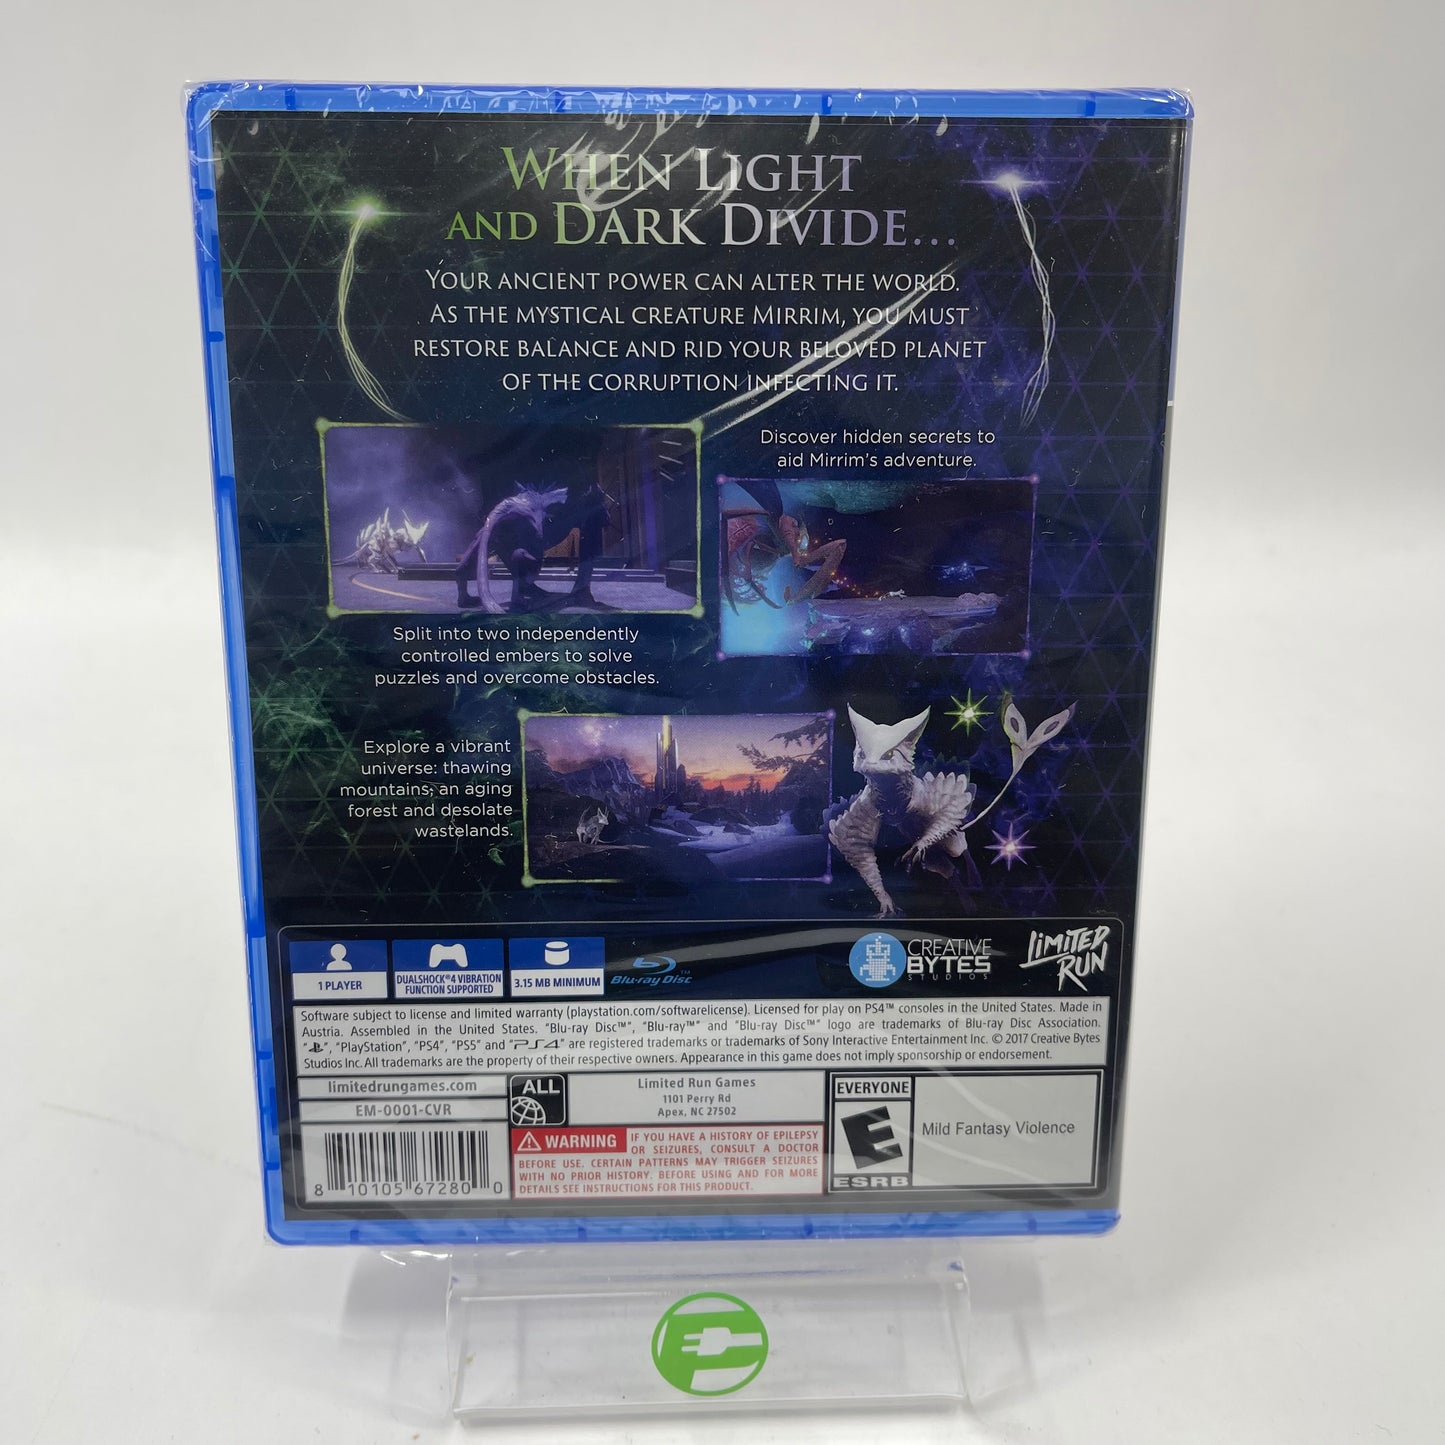 WHEN LIGHT
AND DARK DIVIDE...
YOUR ANCIENT POWER CAN ALTER THE WORLD.
AS THE MYSTICAL CREATURE MIRRIM, YOU MUST
RESTORE BALANCE AND RID YOUR BELOVED PLANET
OF THE CORRUPTION INFECTING IT.
Discover hidden secrets to
aid Mirrim's adventure.
Split into two independently
controlled embers to solve
puzzles and overcome obstacles.
Explore a vibrant
universe: thawing
mountains, an aging
forest and desolate
wastelands.
1 PLAYER
DUALSHOCK®4 VIBRATION
FUNCTION SUPPORTED
3.15 MB MINIMUM
Blu-ray Disc™
CREATIVE
BYTES
STUDIOS
LIMITED
RUN
Software subject to license and limited warranty (playstation.com/softwarelicense). Licensed for play on PS4™ consoles in the United States. Made in
Austria. Assembled in the United States. "Blu-ray Disc™", "Blu-ray™" and "Blu-ray Disc™" logo are trademarks of Blu-ray Disc Association.
"", "PlayStation", "PS4", "PS5" and "PS4" are registered trademarks or trademarks of Sony Interactive Entertainment Inc. © 2017 Creative Bytes
Studios Inc. All trademarks are the property of their respective owners. Appearance in this game does not imply sponsorship or endorsement.
limitedrungames.com
EM-0001-CVR
8 10105 67280 0
ALL
Limited Run Games
1101 Perry Rd
Apex, NC 27502
WARNING
IF YOU HAVE A HISTORY OF EPILEPSY
OR SEIZURES, CONSULT A DOCTOR
BEFORE USE. CERTAIN PATTERNS MAY TRIGGER SEIZURES
WITH NO PRIOR HISTORY. BEFORE USING AND FOR MORE
DETAILS SEE INSTRUCTIONS FOR THIS PRODUCT.
EVERYONE
E
ESRB
Mild Fantasy Violence